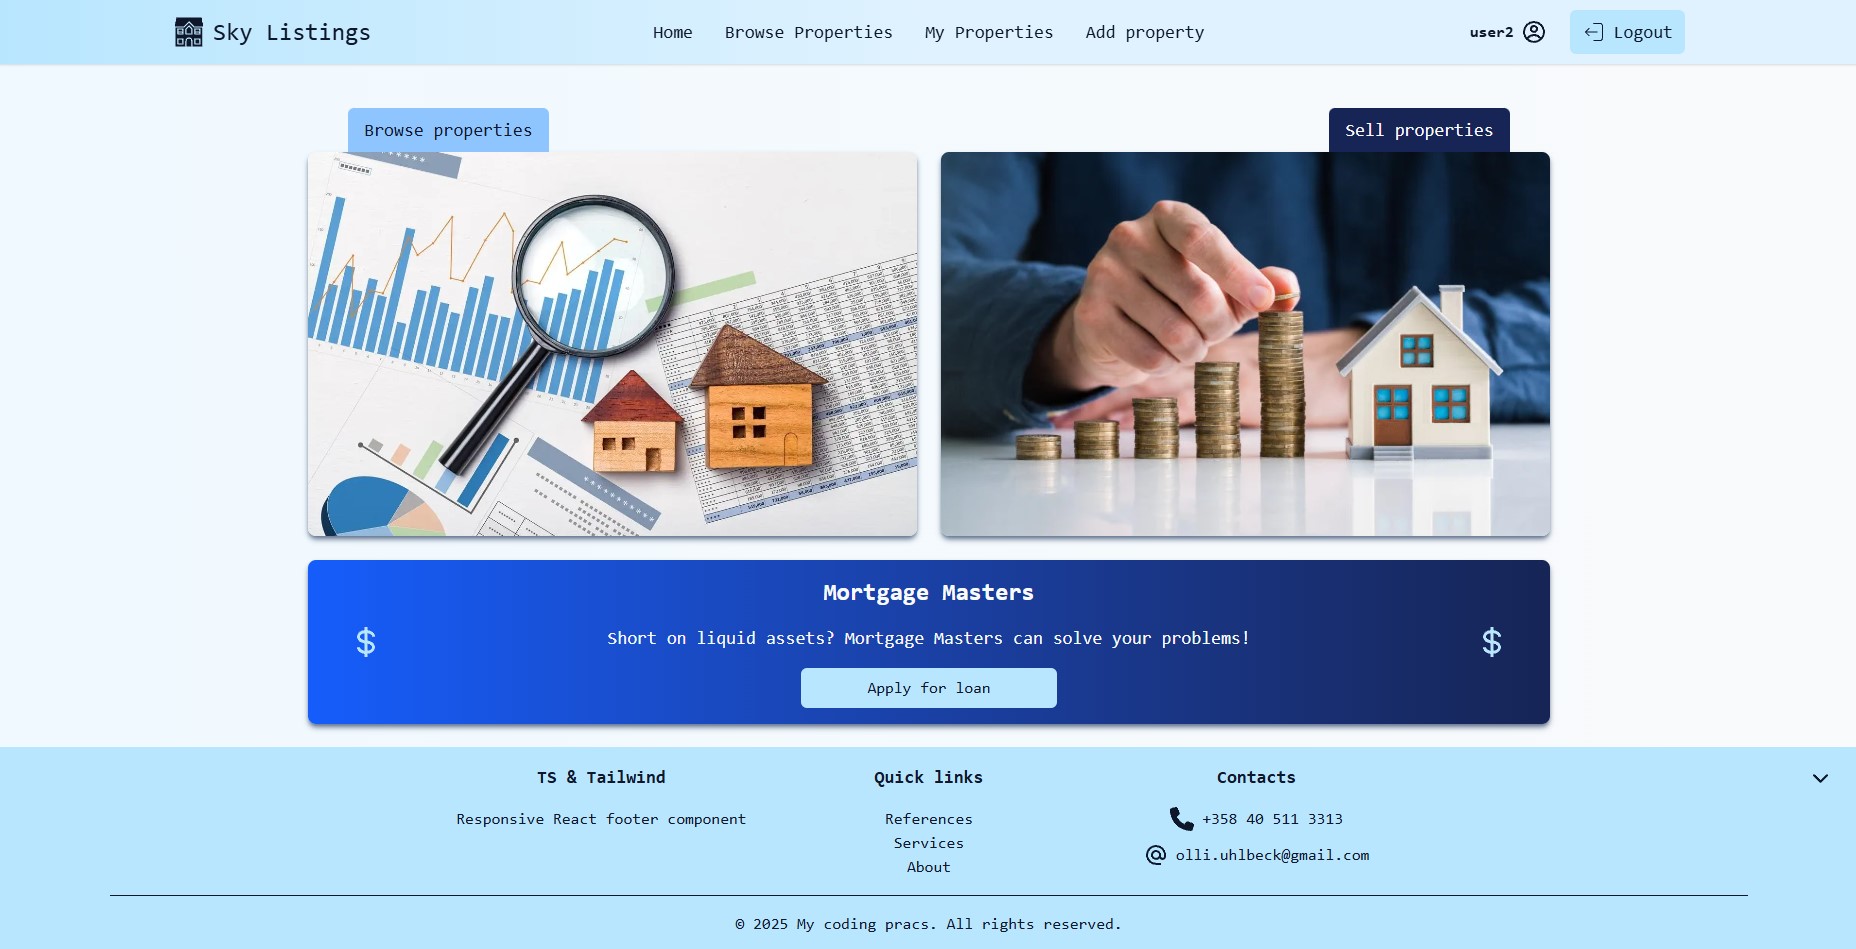 Sky Listings
Home Browse Properties My Properties Add property
user2 Logout
Browse properties
Sell properties
Mortgage Masters
Short on liquid assets? Mortgage Masters can solve your problems!
$
$
Apply for loan
TS & Tailwind
Responsive React footer component
Quick links
References
Services
About
Contacts
+358 40 511 3313
olli.uhlbeck@gmail.com
© 2025 My coding pracs. All rights reserved.